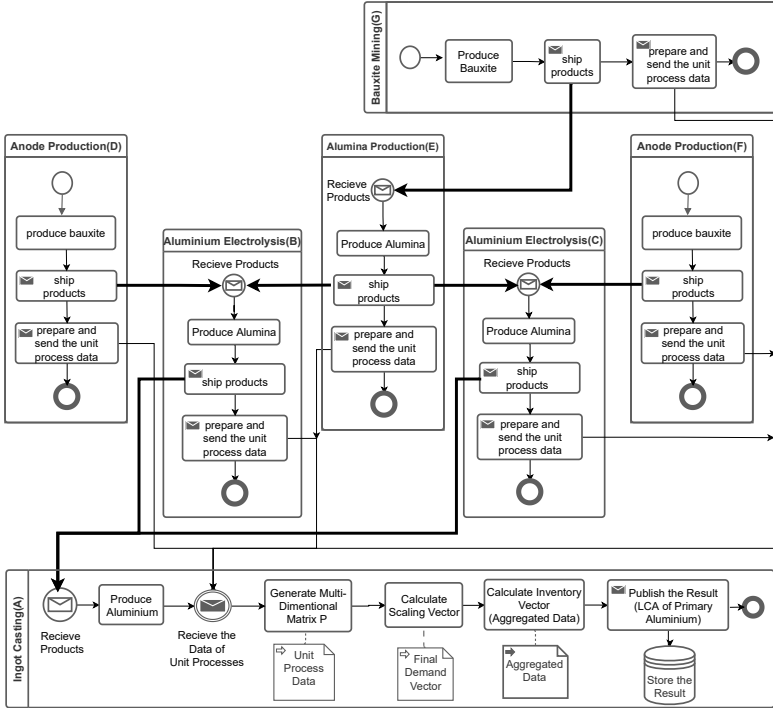 Bauxite Mining(G)
Produce
Bauxite
ship
products
prepare and
send the unit
process data
Anode Production(D)
produce bauxite
ship
products
prepare and
send the unit
process data
Alumina Production(E)
Recieve
Products
Produce Alumina
ship
products
prepare and
send the unit
process data
Anode Production(F)
produce bauxite
ship
products
prepare and
send the unit
process data
Aluminium Electrolysis(B)
Recieve Products
Produce Alumina
ship products
prepare and
send the unit
process data
Aluminium Electrolysis(C)
Recieve Products
Produce Alumina
ship
products
prepare and
send the unit
process data
Ingot Casting(A)
Recieve
Products
Produce
Aluminium
Recieve the
Data of
Unit Processes
Generate Multi-
Dimentional
Matrix P
Unit
Process
Data
Calculate
Scaling Vector
Final
Demand
Vector
Calculate Inventory
Vector
(Aggregated Data)
Aggregated
Data
Publish the Result
(LCA of Primary
Aluminium)
Store the
Result